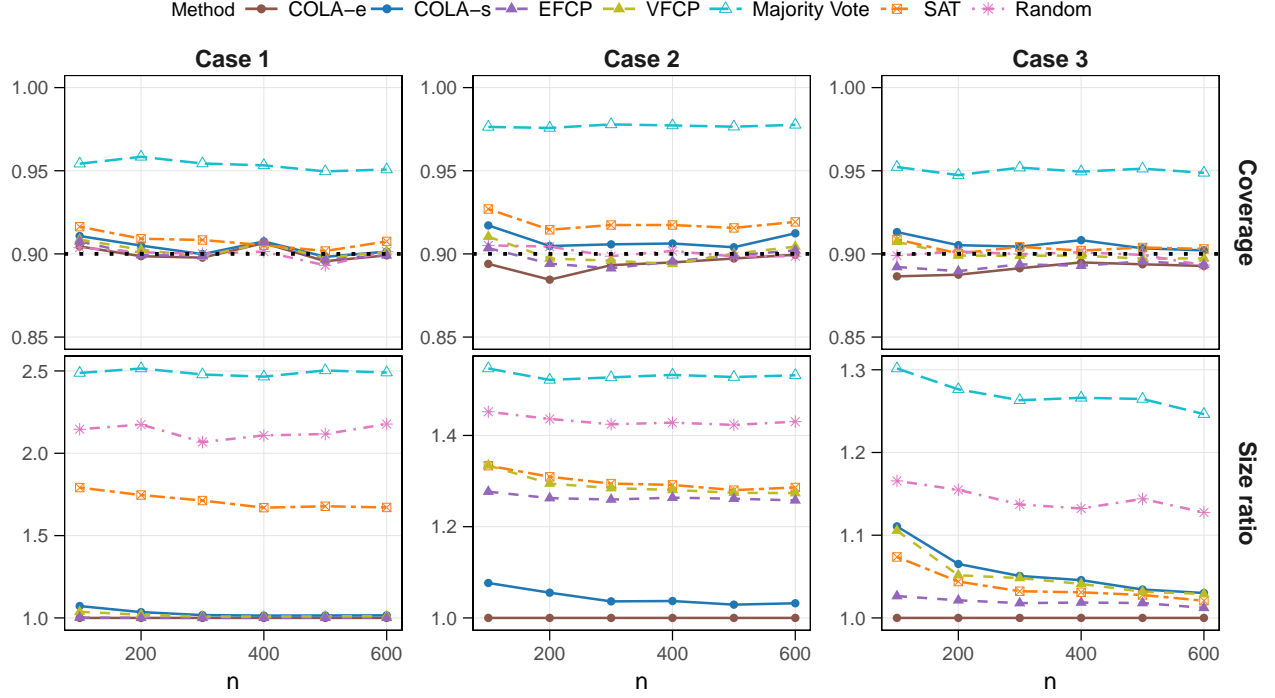 Method COLA−e COLA−s EFCP VFCP Majority Vote SAT Random
Case 1 Case 2 Case 3
1.00 1.00 1.00
0.95 0.95 0.95
0.90 0.90 0.90
0.85 0.85 0.85
Coverage
2.5 1.4 1.3
2.0 1.2 1.2
1.5 1.0 1.1
1.0 1.0
Size ratio
200 400 600 200 400 600 200 400 600
n n n